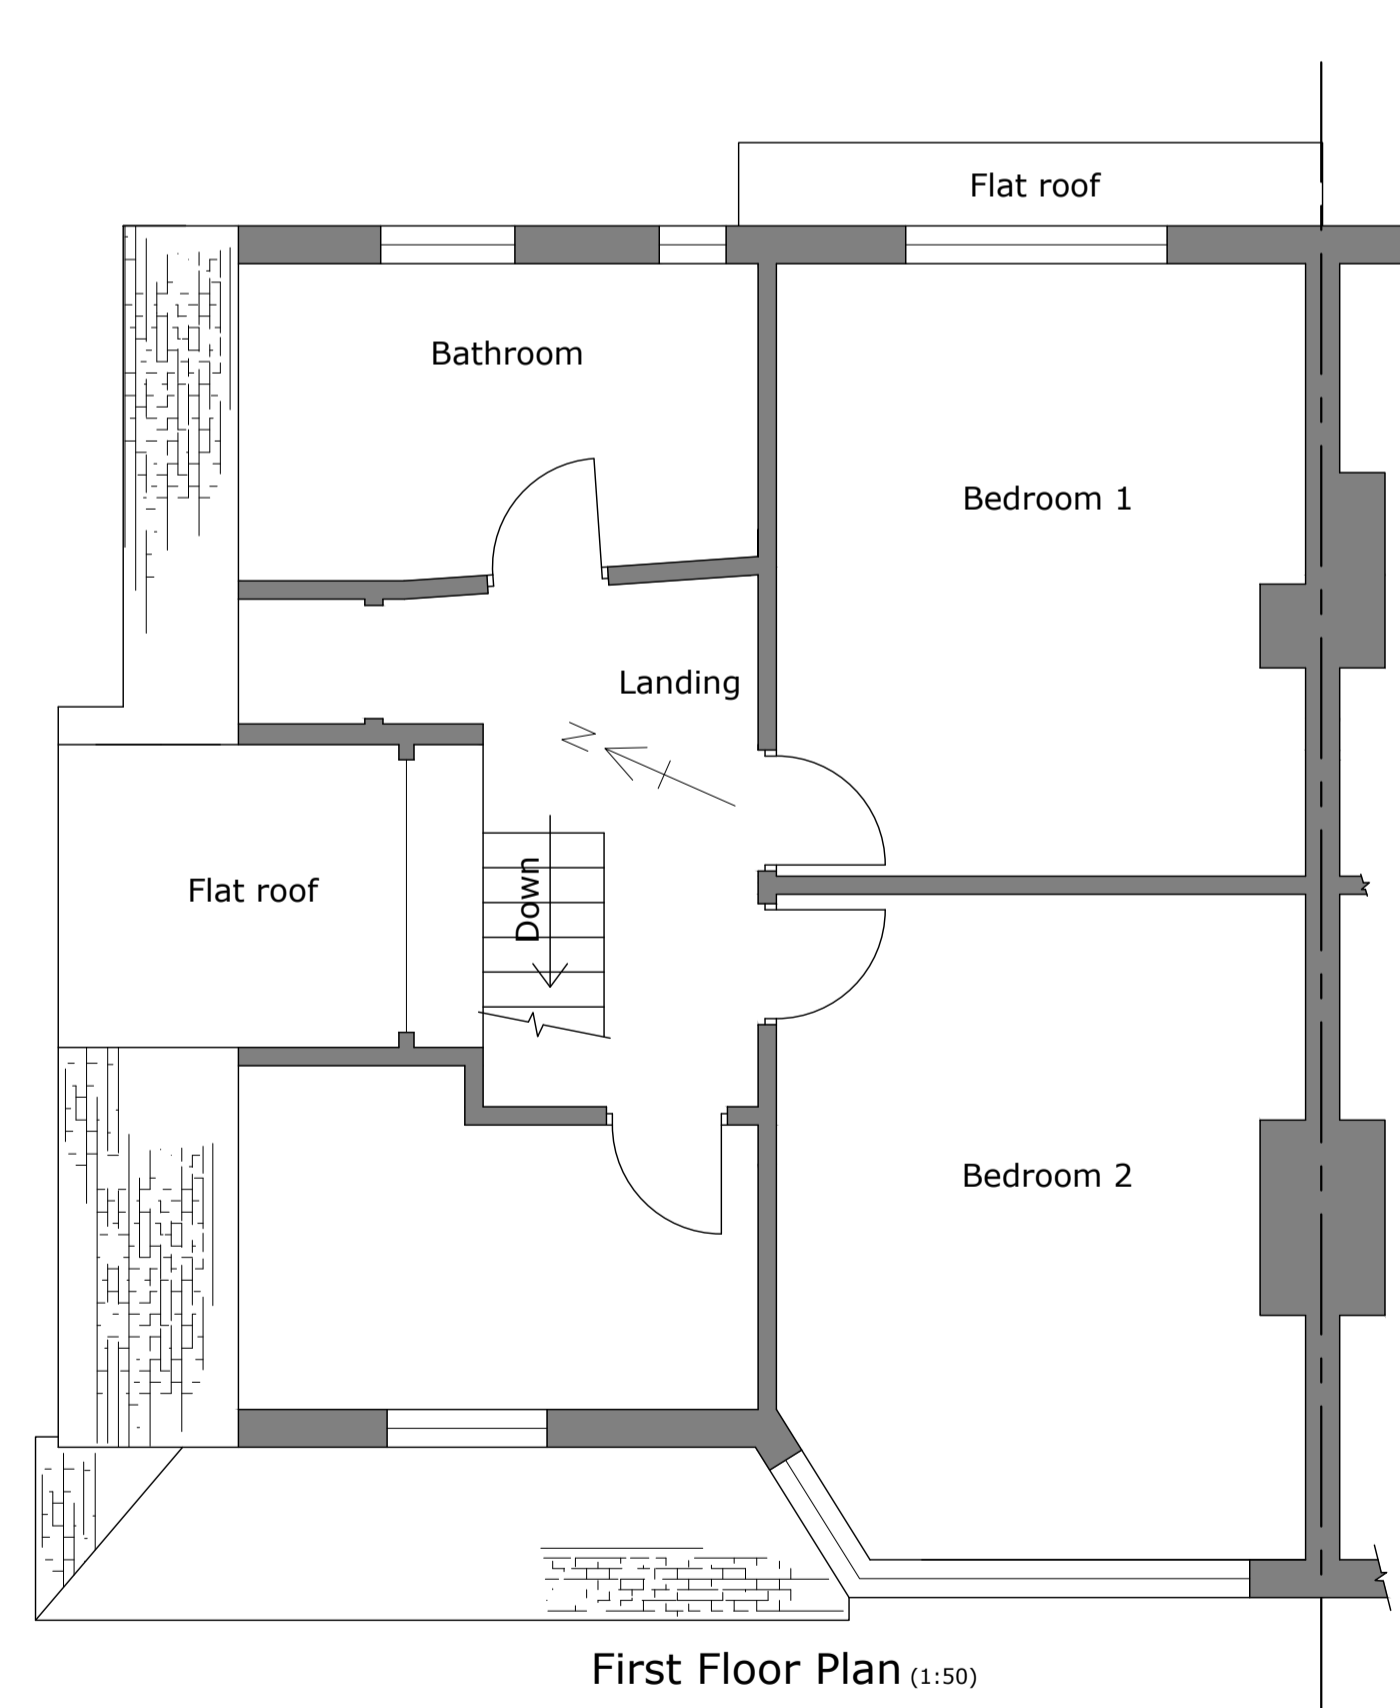 Flat roof
Bathroom
Bedroom 1
Landing
N
Flat roof
Down
Bedroom 2
First Floor Plan (1:50)